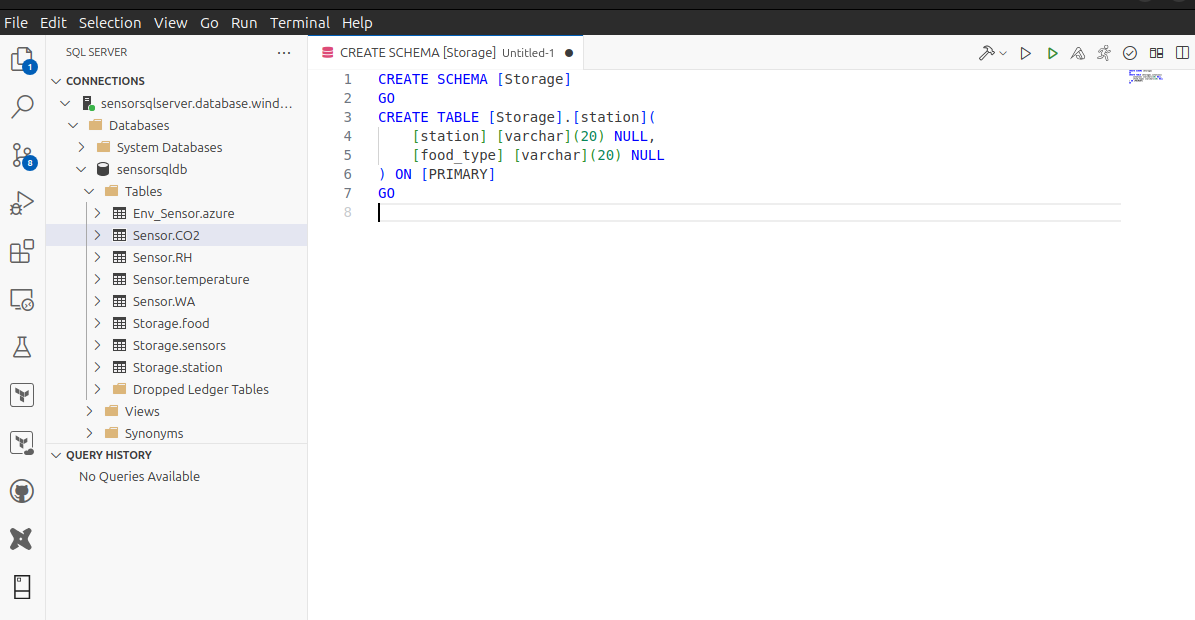 File Edit Selection View Go Run Terminal Help
SQL SERVER ...
CREATE SCHEMA [Storage] Untitled-1
1
8
CONNECTIONS
sensorsqlserver.database.wind...
Databases
System Databases
sensorsqldb
Tables
Env_Sensor.azure
Sensor.CO2
Sensor.RH
Sensor.temperature
Sensor.WA
Storage.food
Storage.sensors
Storage.station
Dropped Ledger Tables
Views
Synonyms
QUERY HISTORY
No Queries Available
1 CREATE SCHEMA [Storage]
2 GO
3 CREATE TABLE [Storage].[station](
4 [station] [varchar](20) NULL,
5 [food_type] [varchar](20) NULL
6 ) ON [PRIMARY]
7 GO
8